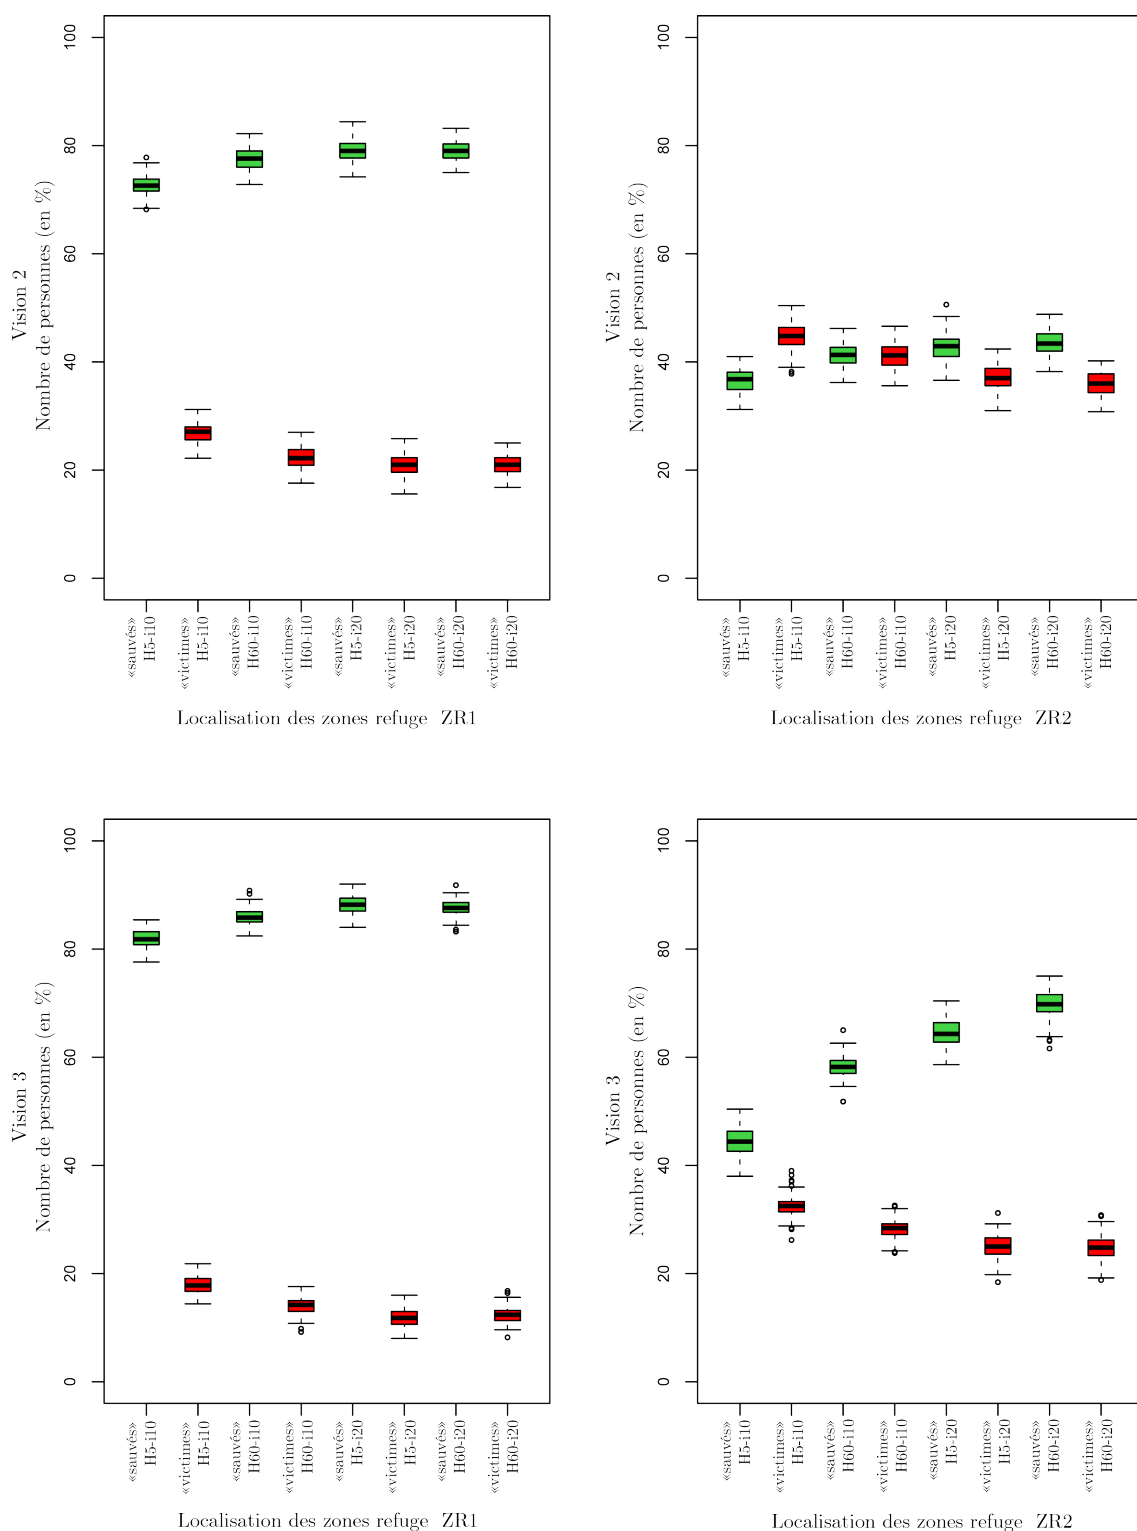 Vision 2
Nombre de personnes (en %)
100
80
60
40
20
0
«sauvés» H5-i10
«victimes» H5-i10
«sauvés» H60-i10
«victimes» H60-i10
«sauvés» H5-i20
«victimes» H5-i20
«sauvés» H60-i20
«victimes» H60-i20
Localisation des zones refuge ZR1
Vision 2
Nombre de personnes (en %)
100
80
60
40
20
0
«sauvés» H5-i10
«victimes» H5-i10
«sauvés» H60-i10
«victimes» H60-i10
«sauvés» H5-i20
«victimes» H5-i20
«sauvés» H60-i20
«victimes» H60-i20
Localisation des zones refuge ZR2
Vision 3
Nombre de personnes (en %)
100
80
60
40
20
0
«sauvés» H5-i10
«victimes» H5-i10
«sauvés» H60-i10
«victimes» H60-i10
«sauvés» H5-i20
«victimes» H5-i20
«sauvés» H60-i20
«victimes» H60-i20
Localisation des zones refuge ZR1
Vision 3
Nombre de personnes (en %)
100
80
60
40
20
0
«sauvés» H5-i10
«victimes» H5-i10
«sauvés» H60-i10
«victimes» H60-i10
«sauvés» H5-i20
«victimes» H5-i20
«sauvés» H60-i20
«victimes» H60-i20
Localisation des zones refuge ZR2